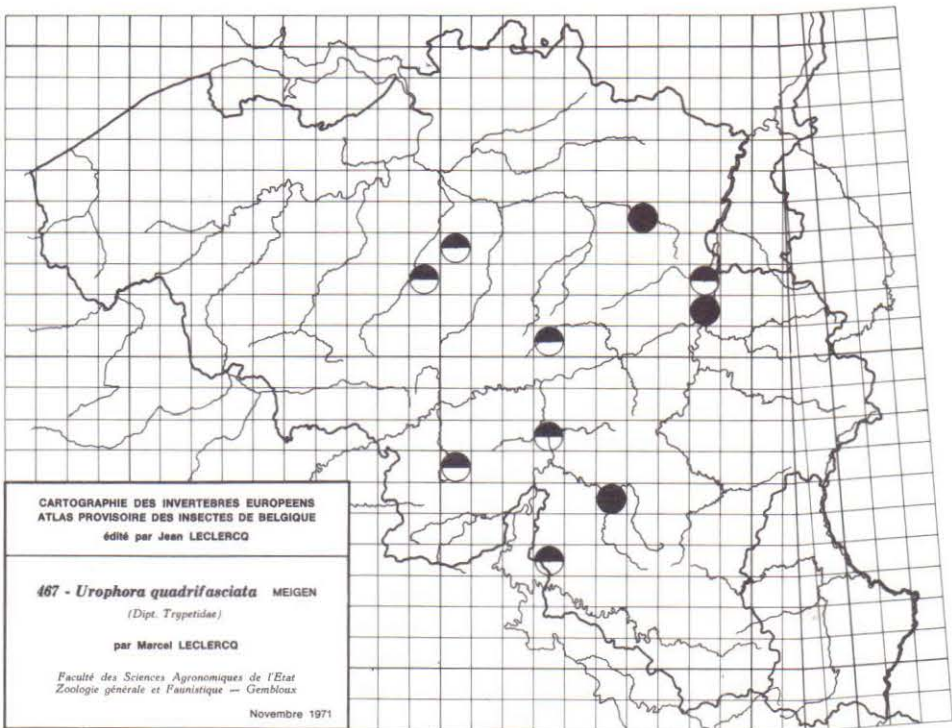 CARTOGRAPHIE DES INVERTEBRES EUROPEENS
ATLAS PROVISOIRE DES INSECTES DE BELGIQUE
édité par Jean LECLERCQ
467 - Urophora quadrifasciata MEIGEN
(Dipt. Trypetidae)
par Marcel LECLERCQ
Faculté des Sciences Agronomiques de l'Etat
Zoologie générale et Faunistique — Gembloux
Novembre 1971